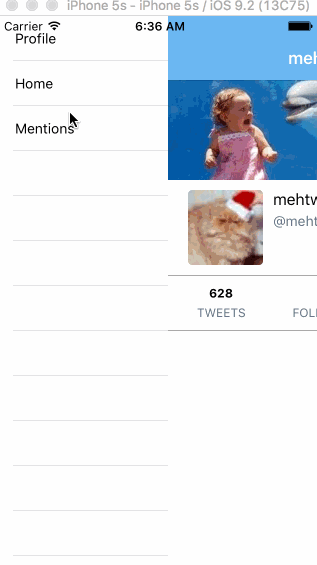 iPhone 5s - iPhone 5s / iOS 9.2 (13C75)
Carrier 6:36 AM
Profile
Home
Mentions
meh
mehtw
@meht
628
TWEETS
FOLL